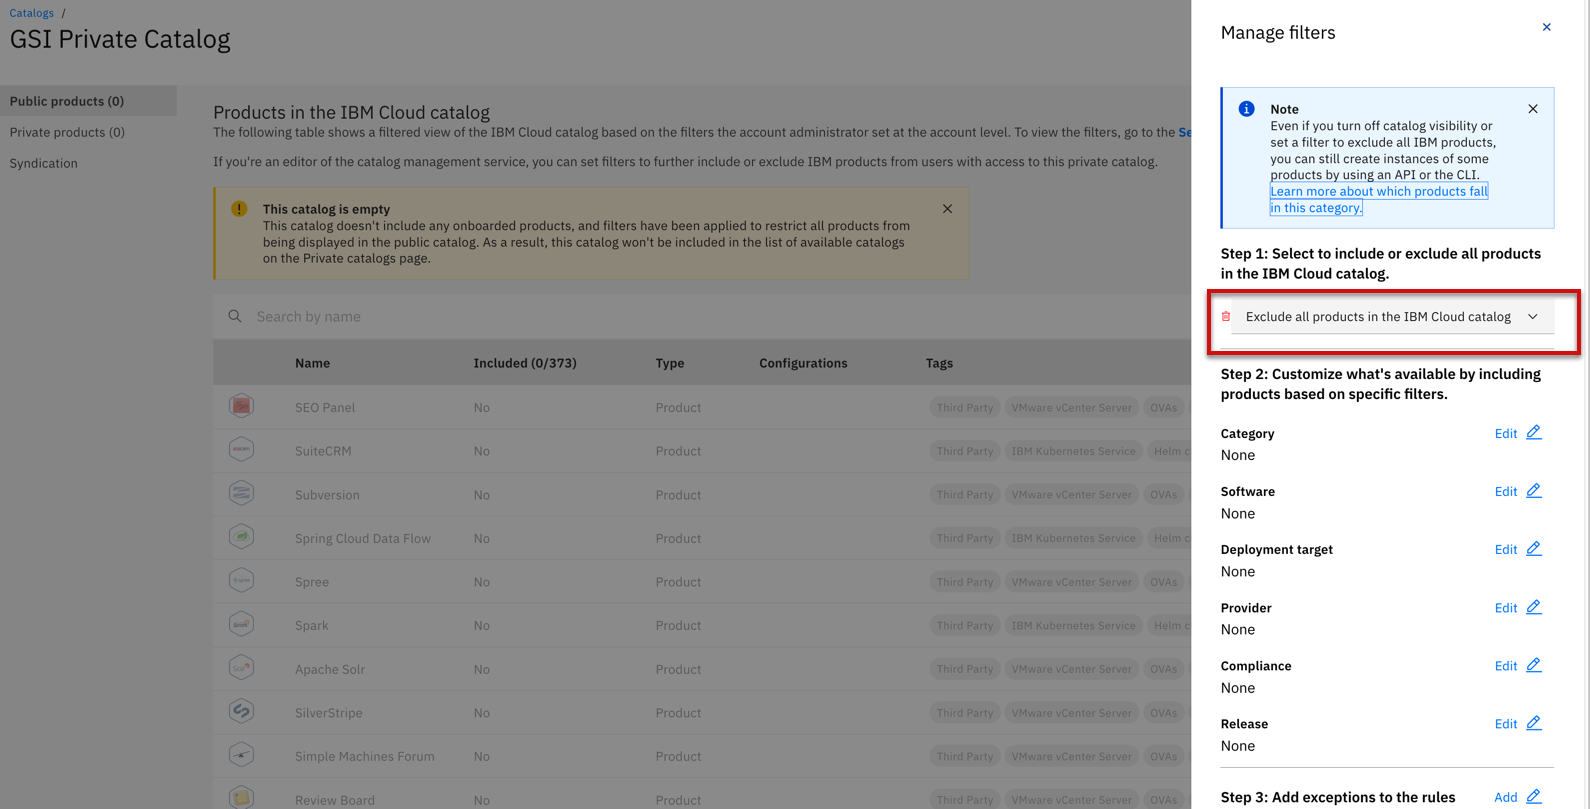 Catalogs /
GSI Private Catalog
Public products (0)
Private products (0)
Syndication
Products in the IBM Cloud catalog
The following table shows a filtered view of the IBM Cloud catalog based on the filters the account administrator set at the account level. To view the filters, go to the Se
If you're an editor of the catalog management service, you can set filters to further include or exclude IBM products from users with access to this private catalog.
This catalog is empty
This catalog doesn't include any onboarded products, and filters have been applied to restrict all products from
being displayed in the public catalog. As a result, this catalog won't be included in the list of available catalogs
on the Private catalogs page.
Search by name
Name Included (0/373) Type Configurations Tags
SEO Panel No Product Third Party VMware vCenter Server OVAs
SuiteCRM No Product Third Party IBM Kubernetes Service Helm c
Subversion No Product Third Party VMware vCenter Server OVAs
Spring Cloud Data Flow No Product Third Party IBM Kubernetes Service Helm c
Spree No Product Third Party VMware vCenter Server OVAs
Spark No Product Third Party IBM Kubernetes Service Helm c
Apache Solr No Product Third Party VMware vCenter Server OVAs
SilverStripe No Product Third Party VMware vCenter Server OVAs
Simple Machines Forum No Product Third Party VMware vCenter Server OVAs
Review Board No Product Third Party VMware vCenter Server OVAs
Manage filters
Note
Even if you turn off catalog visibility or
set a filter to exclude all IBM products,
you can still create instances of some
products by using an API or the CLI.
Learn more about which products fall
in this category.
Step 1: Select to include or exclude all products
in the IBM Cloud catalog.
Exclude all products in the IBM Cloud catalog
Step 2: Customize what's available by including
products based on specific filters.
Category Edit
None
Software Edit
None
Deployment target Edit
None
Provider Edit
None
Compliance Edit
None
Release Edit
None
Step 3: Add exceptions to the rules Add